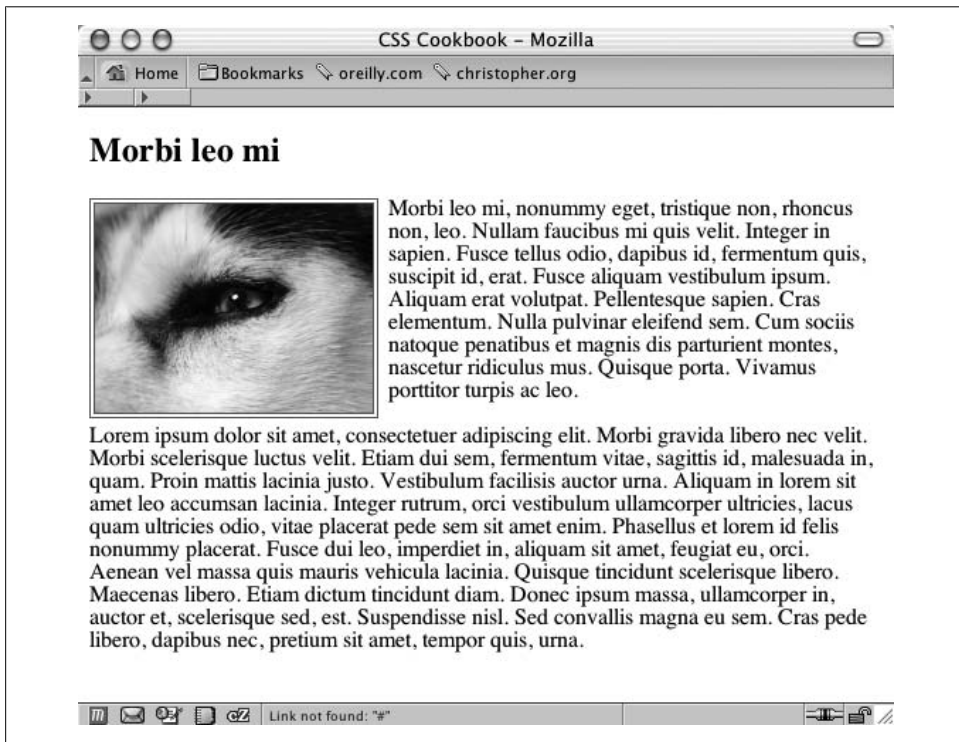 CSS Cookbook – Mozilla
Home Bookmarks oreilly.com christopher.org
Morbi leo mi
Morbi leo mi, nonummy eget, tristique non, rhoncus
non, leo. Nullam faucibus mi quis velit. Integer in
sapien. Fusce tellus odio, dapibus id, fermentum quis,
suscipit id, erat. Fusce aliquam vestibulum ipsum.
Aliquam erat volutpat. Pellentesque sapien. Cras
elementum. Nulla pulvinar eleifend sem. Cum sociis
natoque penatibus et magnis dis parturient montes,
nascetur ridiculus mus. Quisque porta. Vivamus
porttitor turpis ac leo.
Lorem ipsum dolor sit amet, consectetuer adipiscing elit. Morbi gravida libero nec velit.
Morbi scelerisque luctus velit. Etiam dui sem, fermentum vitae, sagittis id, malesuada in,
quam. Proin mattis lacinia justo. Vestibulum facilisis auctor urna. Aliquam in lorem sit
amet leo accumsan lacinia. Integer rutrum, orci vestibulum ullamcorper ultricies, lacus
quam ultricies odio, vitae placerat pede sem sit amet enim. Phasellus et lorem id felis
nonummy placerat. Fusce dui leo, imperdiet in, aliquam sit amet, feugiat eu, orci.
Aenean vel massa quis mauris vehicula lacinia. Quisque tincidunt scelerisque libero.
Maecenas libero. Etiam dictum tincidunt diam. Donec ipsum massa, ullamcorper in,
auctor et, scelerisque sed, est. Suspendisse nisl. Sed convallis magna eu sem. Cras pede
libero, dapibus nec, pretium sit amet, tempor quis, urna.
Link not found: "#"